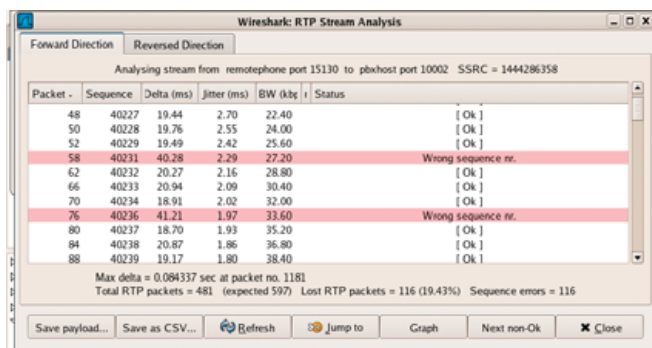 Wireshark: RTP Stream Analysis
Forward Direction Reversed Direction
Analysing stream from remotephone port 15130 to pbxhost port 10002 SSRC = 1444286358
Packet Sequence Delta (ms) Jitter (ms) BW (kbp Status
48 40227 19.44 2.70 22.40 [ Ok ]
50 40228 19.76 2.55 24.00 [ Ok ]
52 40229 19.49 2.42 25.60 [ Ok ]
58 40231 40.28 2.29 27.20 Wrong sequence nr.
62 40232 20.27 2.16 28.80 [ Ok ]
66 40233 20.94 2.09 30.40 [ Ok ]
70 40234 18.91 2.02 32.00 [ Ok ]
76 40236 41.21 1.97 33.60 Wrong sequence nr.
80 40237 18.70 1.93 35.20 [ Ok ]
84 40238 20.87 1.86 36.80 [ Ok ]
88 40239 19.17 1.80 38.40 [ Ok ]
Max delta = 0.084337 sec at packet no. 1181
Total RTP packets = 481 (expected 597) Lost RTP packets = 116 (19.43%) Sequence errors = 116
Save payload... Save as CSV... Refresh Jump to Graph Next non-Ok Close